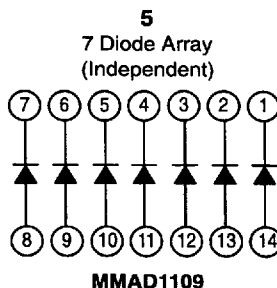 5
7 Diode Array
(Independent)
7 6 5 4 3 2 1
8 9 10 11 12 13 14
MMAD1109